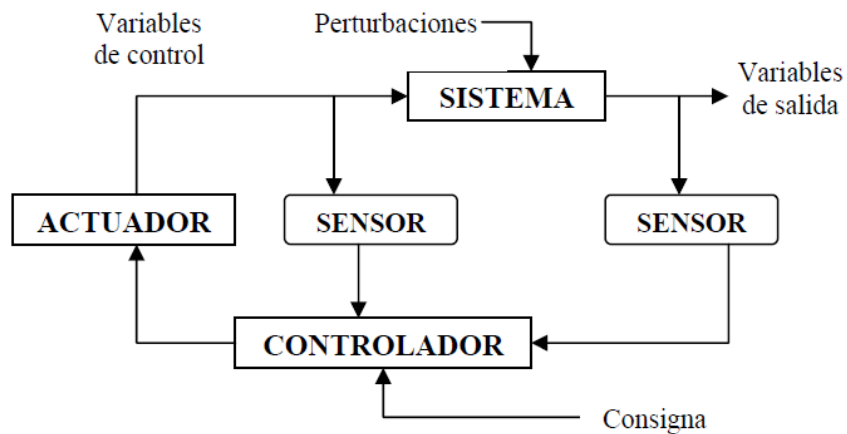 Variables
de control
Perturbaciones
SISTEMA
Variables
de salida
ACTUADOR
SENSOR
SENSOR
CONTROLADOR
Consigna